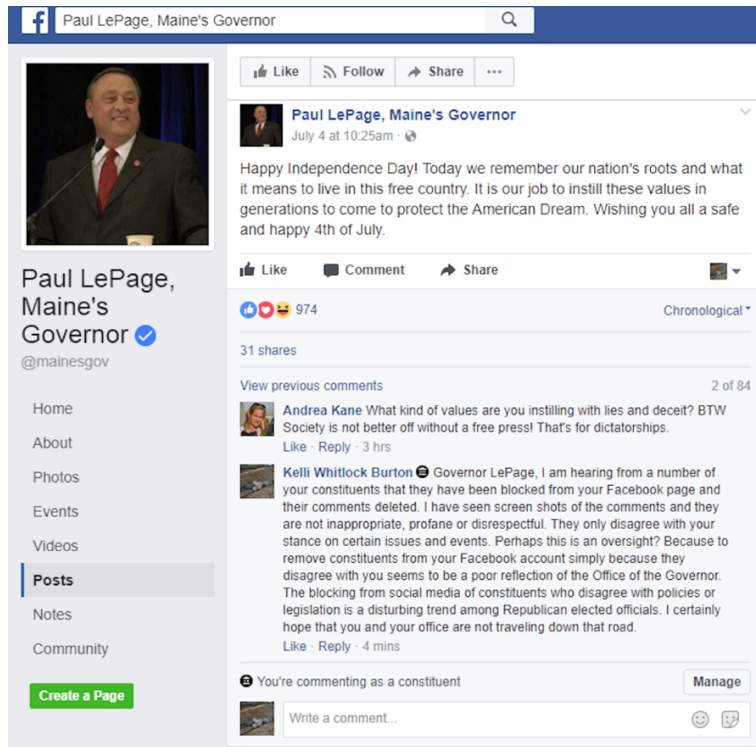 Paul LePage, Maine's Governor
Like Follow Share ...
Paul LePage, Maine's Governor
July 4 at 10:25am ·
Happy Independence Day! Today we remember our nation's roots and what
it means to live in this free country. It is our job to instill these values in
generations to come to protect the American Dream. Wishing you all a safe
and happy 4th of July.
Like Comment Share
974 Chronological
31 shares
View previous comments 2 of 84
Andrea Kane What kind of values are you instilling with lies and deceit? BTW
Society is not better off without a free press! That's for dictatorships.
Like · Reply · 3 hrs
Kelli Whitlock Burton Governor LePage, I am hearing from a number of
your constituents that they have been blocked from your Facebook page and
their comments deleted. I have seen screen shots of the comments and they
are not inappropriate, profane or disrespectful. They only disagree with your
stance on certain issues and events. Perhaps this is an oversight? Because to
remove constituents from your Facebook account simply because they
disagree with you seems to be a poor reflection of the Office of the Governor.
The blocking from social media of constituents who disagree with policies or
legislation is a disturbing trend among Republican elected officials. I certainly
hope that you and your office are not traveling down that road.
Like · Reply · 4 mins
You're commenting as a constituent Manage
Write a comment...
Paul LePage,
Maine's
Governor
@mainesgov
Home
About
Photos
Events
Videos
Posts
Notes
Community
Create a Page